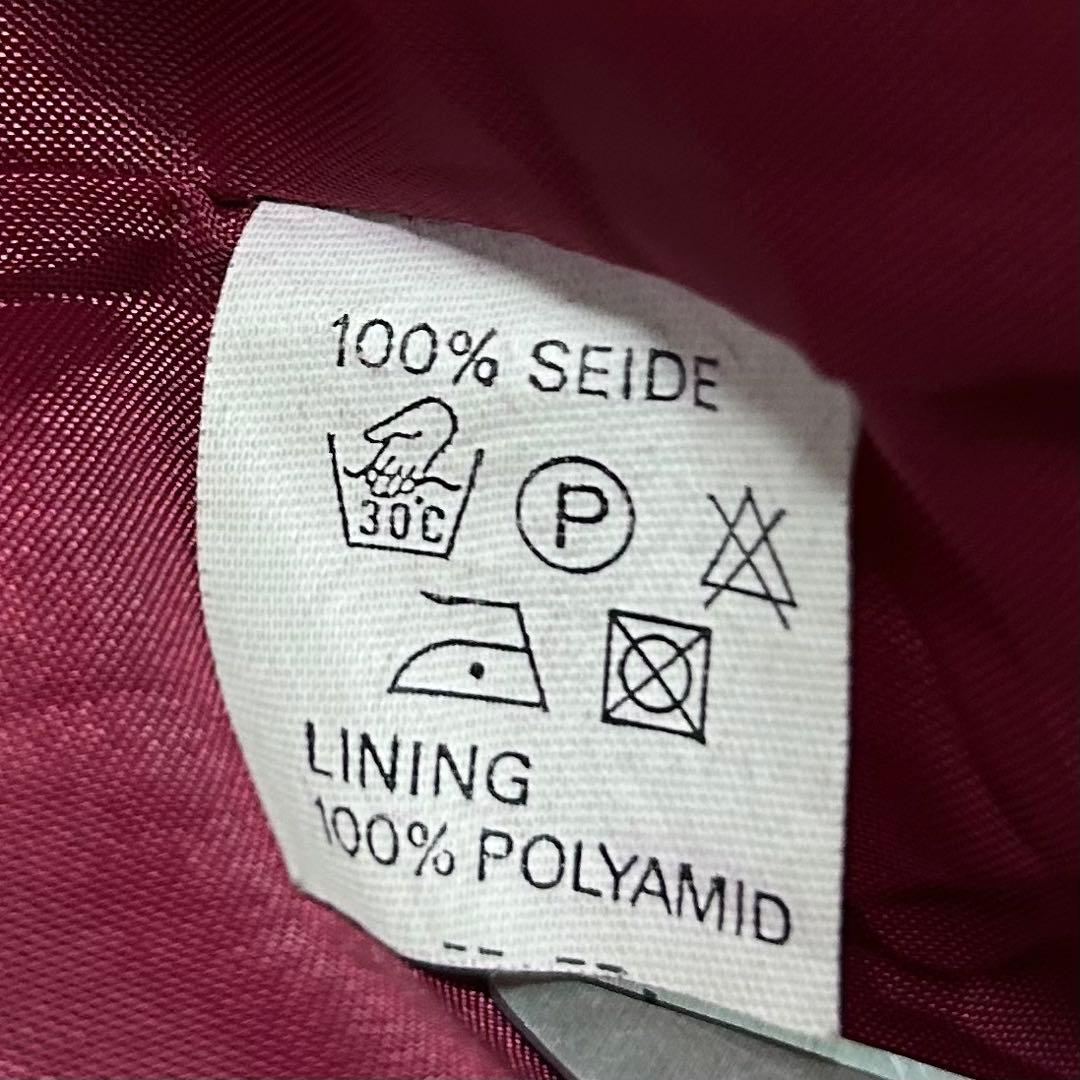 100% SEIDE
30°C P
LINING
100% POLYAMID